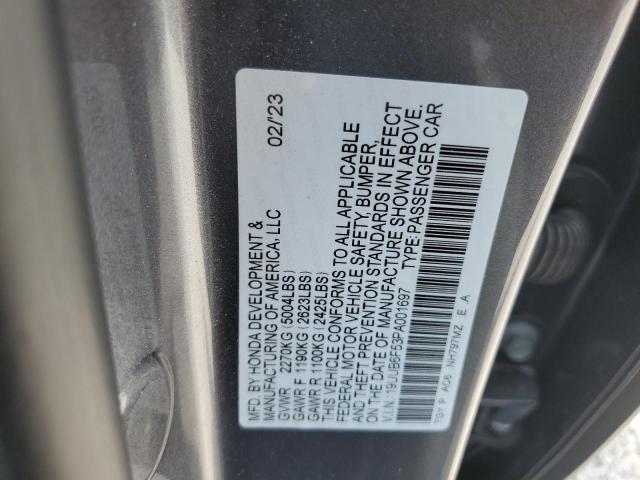 MFD. BY HONDA DEVELOPMENT &
MANUFACTURING OF AMERICA, LLC 02/'23
GVWR 2270KG (5004LBS)
GAWR F 1190KG (2623LBS)
GAWR R 1100KG (2425LBS)
THIS VEHICLE CONFORMS TO ALL APPLICABLE
FEDERAL MOTOR VEHICLE SAFETY, BUMPER,
AND THEFT PREVENTION STANDARDS IN EFFECT
ON THE DATE OF MANUFACTURE SHOWN ABOVE.
V.I.N.: 19UUB6F53PA001697 TYPE:PASSENGER CAR
TGY P AC6 NH797MZ E A